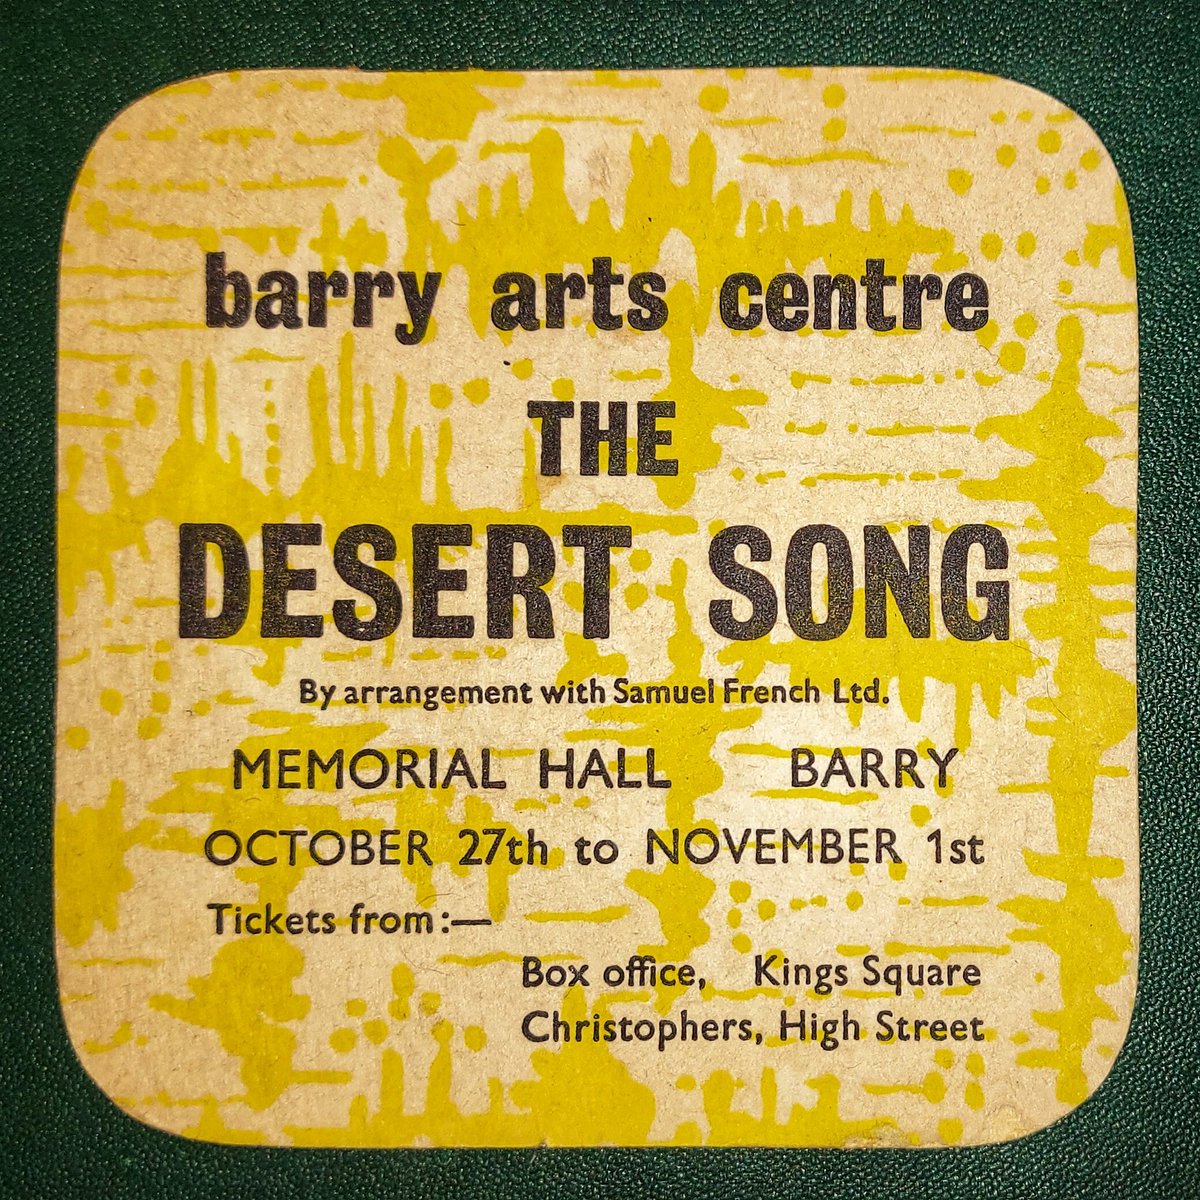 barry arts centre
THE
DESERT SONG
By arrangement with Samuel French Ltd.
MEMORIAL HALL BARRY
OCTOBER 27th to NOVEMBER 1st
Tickets from:—
Box office, Kings Square
Christophers, High Street